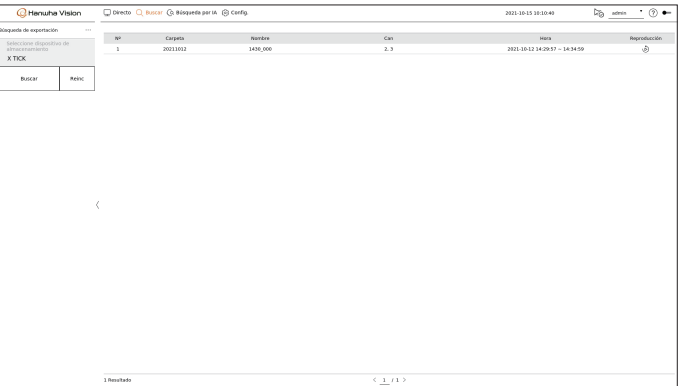 Hanwha Vision
Directo Buscar Búsqueda por IA Config.
2021-10-15 10:10:40
admin
Búsqueda de exportación ...
Seleccione dispositivo de
almacenamiento
X TICK
Buscar Reinc
Nº Carpeta Nombre Can Hora Reproducción
1 20211012 1430_000 2, 3 2021-10-12 14:29:57 ~ 14:34:59
1 Resultado
1 / 1